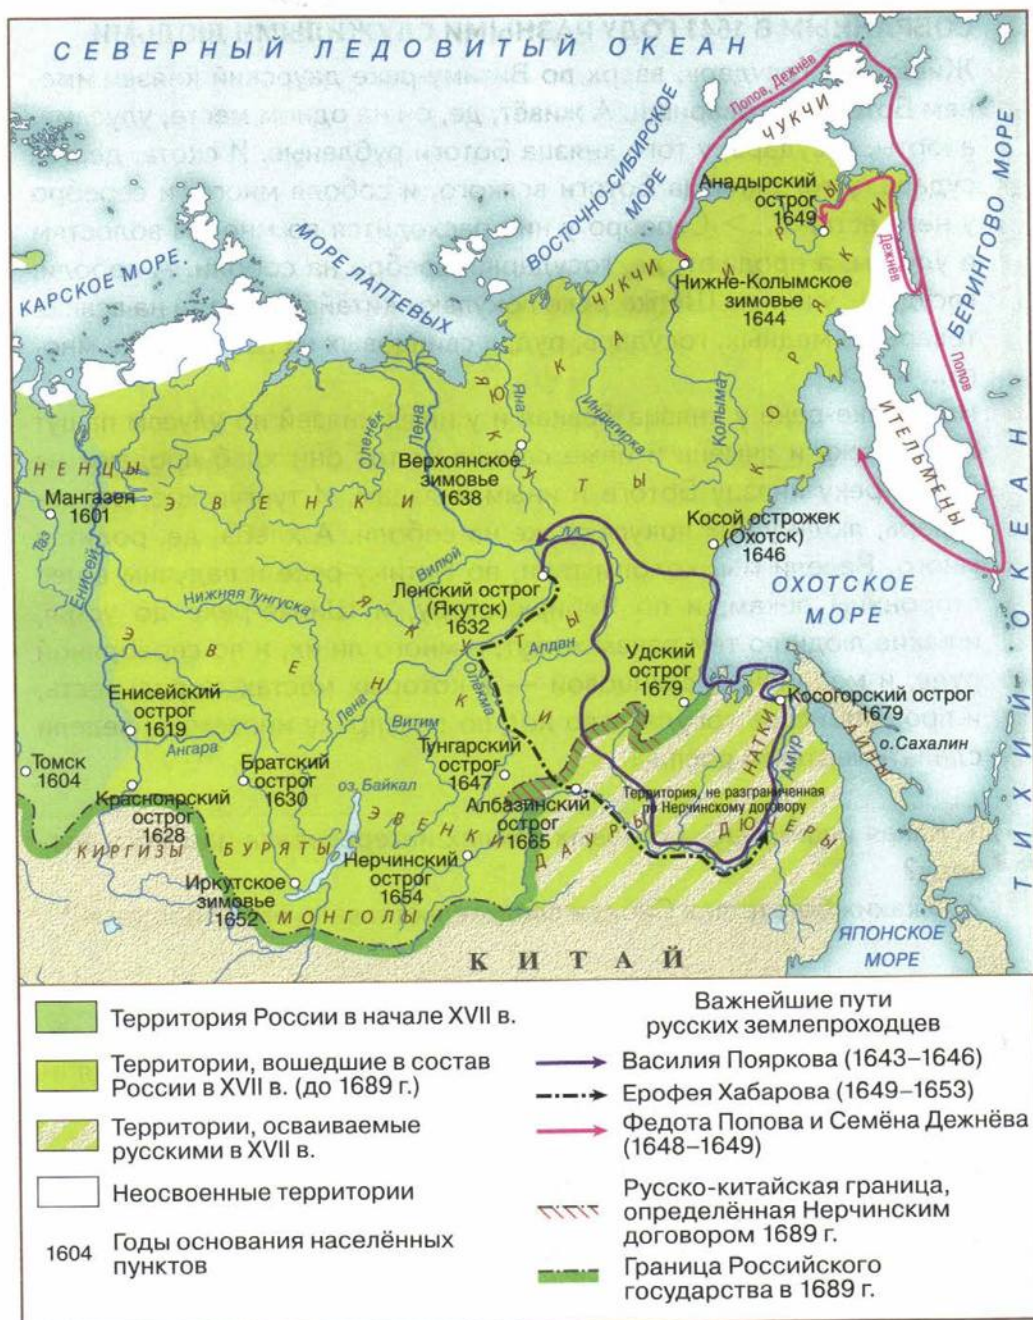 СЕВЕРНЫЙ ЛЕДОВИТЫЙ ОКЕАН
КАРСКОЕ МОРЕ
МОРЕ ЛАПТЕВЫХ
ВОСТОЧНОСИБИРСКОЕ
МОРЕ
Попов, Дежнёв
ЧУКЧИ
БЕРИНГОВО МОРЕ
Анадырский
острог
1649
Дежнёв
КОРЯКИ
ЧУКЧИ
Нижне-Колымское
зимовье
1644
Попов
ИТЕЛЬМЕНЫ
ТИХИЙ ОКЕАН
ЯКУТЫ
Яна
Индигирка
Колыма
Оленек
Лена
НЕНЦЫ
Мангазея
1601
Таз
Енисей
ЭВЕНКИ
Верхоянское
зимовье
1638
Косой острожек
(Охотск)
1646
ОХОТСКОЕ
МОРЕ
Нижняя Тунгуска
Вилюй
Ленский острог
(Якутск)
1632
ЯКУТЫ
Алдан
Олёкма
Удский
острог
1679
Косогорский острог
1679
ЭВЕНКИ
Енисейский
острог
1619
Ангара
Лена
Витим
Тунгарский
острог
1647
НАТКИ
Амур
АЙНЫ
о. Сахалин
Томск
1604
Красноярский
острог
1628
Братский
острог
1630
оз. Байкал
ЭВЕНКИ
Албазинский
острог
1665
Территория, не разграниченная
по Нерчинскому договору
ДАУРЫ
ДЮЧЕРЫ
КИРГИЗЫ
БУРЯТЫ
Нерчинский
острог
1654
Иркутское
зимовье
1652
МОНГОЛЫ
КИТАЙ
ЯПОНСКОЕ
МОРЕ
Территория России в начале XVII в.
Территории, вошедшие в состав
России в XVII в. (до 1689 г.)
Территории, осваиваемые
русскими в XVII в.
Неосвоенные территории
1604 Годы основания населённых
пунктов
Важнейшие пути
русских землепроходцев
Василия Пояркова (1643–1646)
Ерофея Хабарова (1649–1653)
Федота Попова и Семёна Дежнёва
(1648–1649)
Русско-китайская граница,
определённая Нерчинским
договором 1689 г.
Граница Российского
государства в 1689 г.